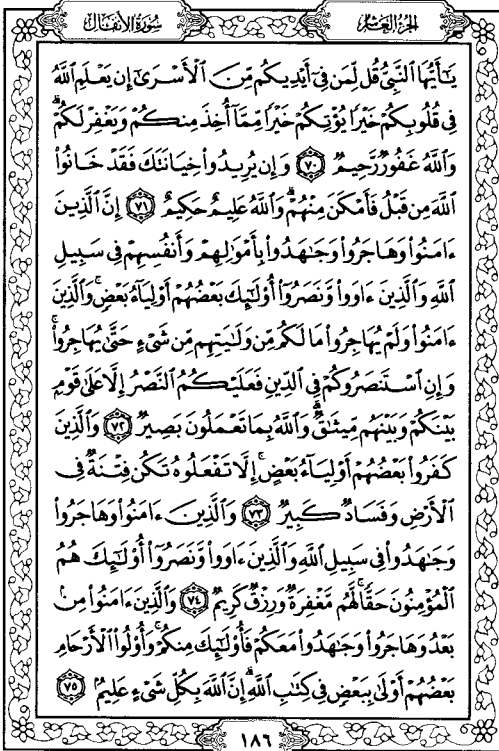 الجزء العاشر سورة الأنفال
يَٰٓأَيُّهَا ٱلنَّبِيُّ قُل لِّمَن فِىٓ أَيْدِيكُم مِّنَ ٱلْأَسْرَىٰٓ إِن يَعْلَمِ ٱللَّهُ
فِى قُلُوبِكُمْ خَيْرًا يُؤْتِكُمْ خَيْرًا مِّمَّآ أُخِذَ مِنكُمْ وَيَغْفِرْ لَكُمْ ۗ
وَٱللَّهُ غَفُورٌ رَّحِيمٌ ٧٠ وَإِن يُرِيدُوا۟ خِيَانَتَكَ فَقَدْ خَانُوا۟
ٱللَّهَ مِن قَبْلُ فَأَمْكَنَ مِنْهُمْ ۗ وَٱللَّهُ عَلِيمٌ حَكِيمٌ ٧١ إِنَّ ٱلَّذِينَ
ءَامَنُوا۟ وَهَاجَرُوا۟ وَجَٰهَدُوا۟ بِأَمْوَٰلِهِمْ وَأَنفُسِهِمْ فِى سَبِيلِ
ٱللَّهِ وَٱلَّذِينَ ءَاوَوا۟ وَّنَصَرُوٓا۟ أُو۟لَٰٓئِكَ بَعْضُهُمْ أَوْلِيَآءُ بَعْضٍ ۚ وَٱلَّذِينَ
ءَامَنُوا۟ وَلَمْ يُهَاجِرُوا۟ مَا لَكُم مِّن وَلَٰيَتِهِم مِّن شَىْءٍ حَتَّىٰ يُهَاجِرُوا۟ ۚ
وَإِنِ ٱسْتَنصَرُوكُمْ فِى ٱلدِّينِ فَعَلَيْكُمُ ٱلنَّصْرُ إِلَّا عَلَىٰ قَوْمٍۭ
بَيْنَكُمْ وَبَيْنَهُم مِّيثَٰقٌ ۗ وَٱللَّهُ بِمَا تَعْمَلُونَ بَصِيرٌ ٧٢ وَٱلَّذِينَ
كَفَرُوا۟ بَعْضُهُمْ أَوْلِيَآءُ بَعْضٍ ۚ إِلَّا تَفْعَلُوهُ تَكُن فِتْنَةٌ فِى
ٱلْأَرْضِ وَفَسَادٌ كَبِيرٌ ٧٣ وَٱلَّذِينَ ءَامَنُوا۟ وَهَاجَرُوا۟
وَجَٰهَدُوا۟ فِى سَبِيلِ ٱللَّهِ وَٱلَّذِينَ ءَاوَوا۟ وَّنَصَرُوٓا۟ أُو۟لَٰٓئِكَ هُمُ
ٱلْمُؤْمِنُونَ حَقًّا ۚ لَّهُم مَّغْفِرَةٌ وَرِزْقٌ كَرِيمٌ ٧٤ وَٱلَّذِينَ ءَامَنُوا۟ مِنۢ
بَعْدُ وَهَاجَرُوا۟ وَجَٰهَدُوا۟ مَعَكُمْ فَأُو۟لَٰٓئِكَ مِنكُمْ ۚ وَأُو۟لُوا۟ ٱلْأَرْحَامِ
بَعْضُهُمْ أَوْلَىٰ بِبَعْضٍ فِى كِتَٰبِ ٱللَّهِ ۗ إِنَّ ٱللَّهَ بِكُلِّ شَىْءٍ عَلِيمٌۢ ٧٥
١٨٦